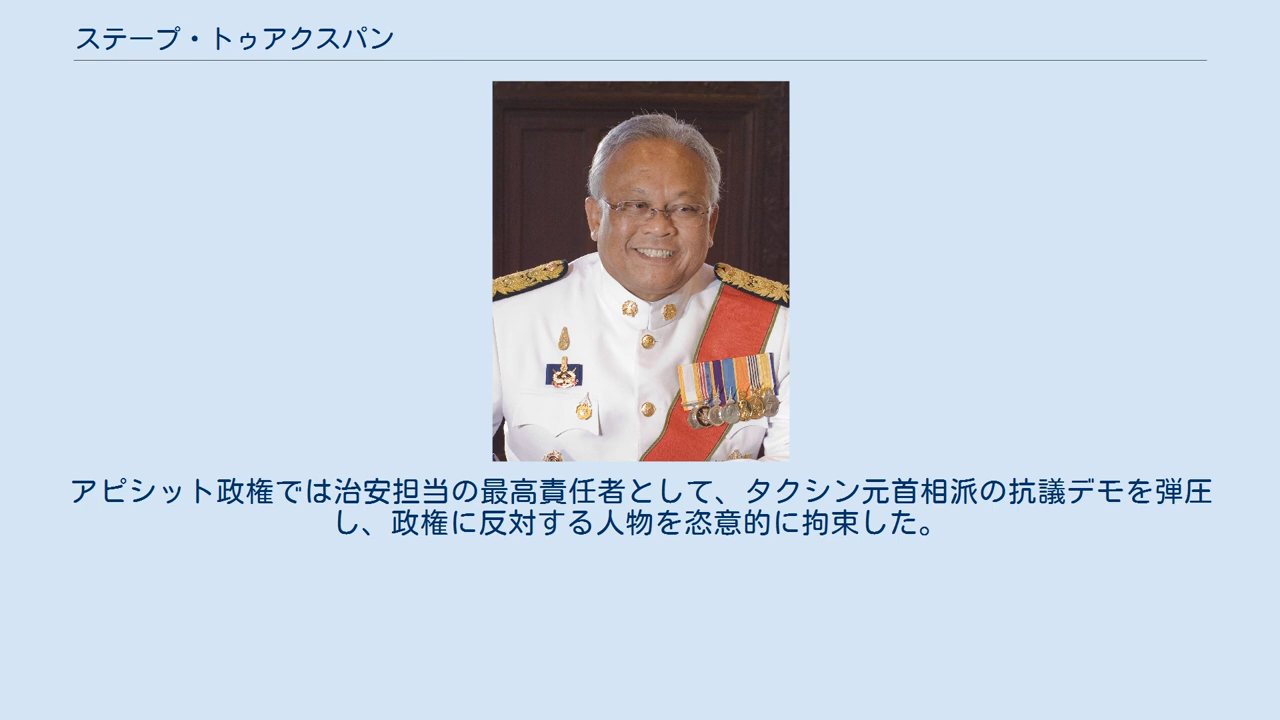 ステープ・トゥアクスパン
アピシット政権では治安担当の最高責任者として、タクシン元首相派の抗議デモを弾圧
し、政権に反対する人物を恣意的に拘束した。